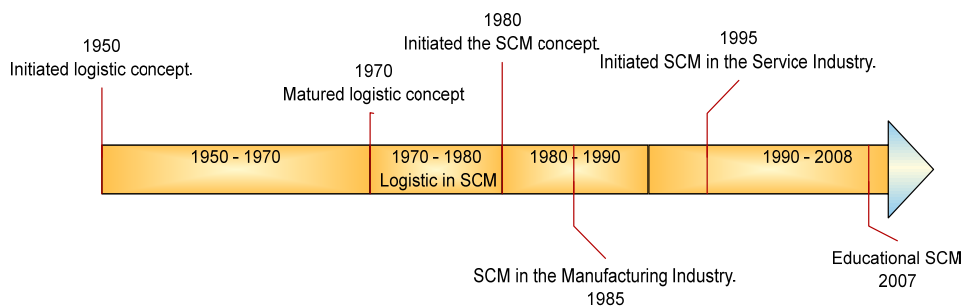 1950
Initiated logistic concept.
1970
Matured logistic concept
1980
Initiated the SCM concept.
1995
Initiated SCM in the Service Industry.
1950 - 1970
1970 - 1980
Logistic in SCM
1980 - 1990
1990 - 2008
SCM in the Manufacturing Industry.
1985
Educational SCM
2007